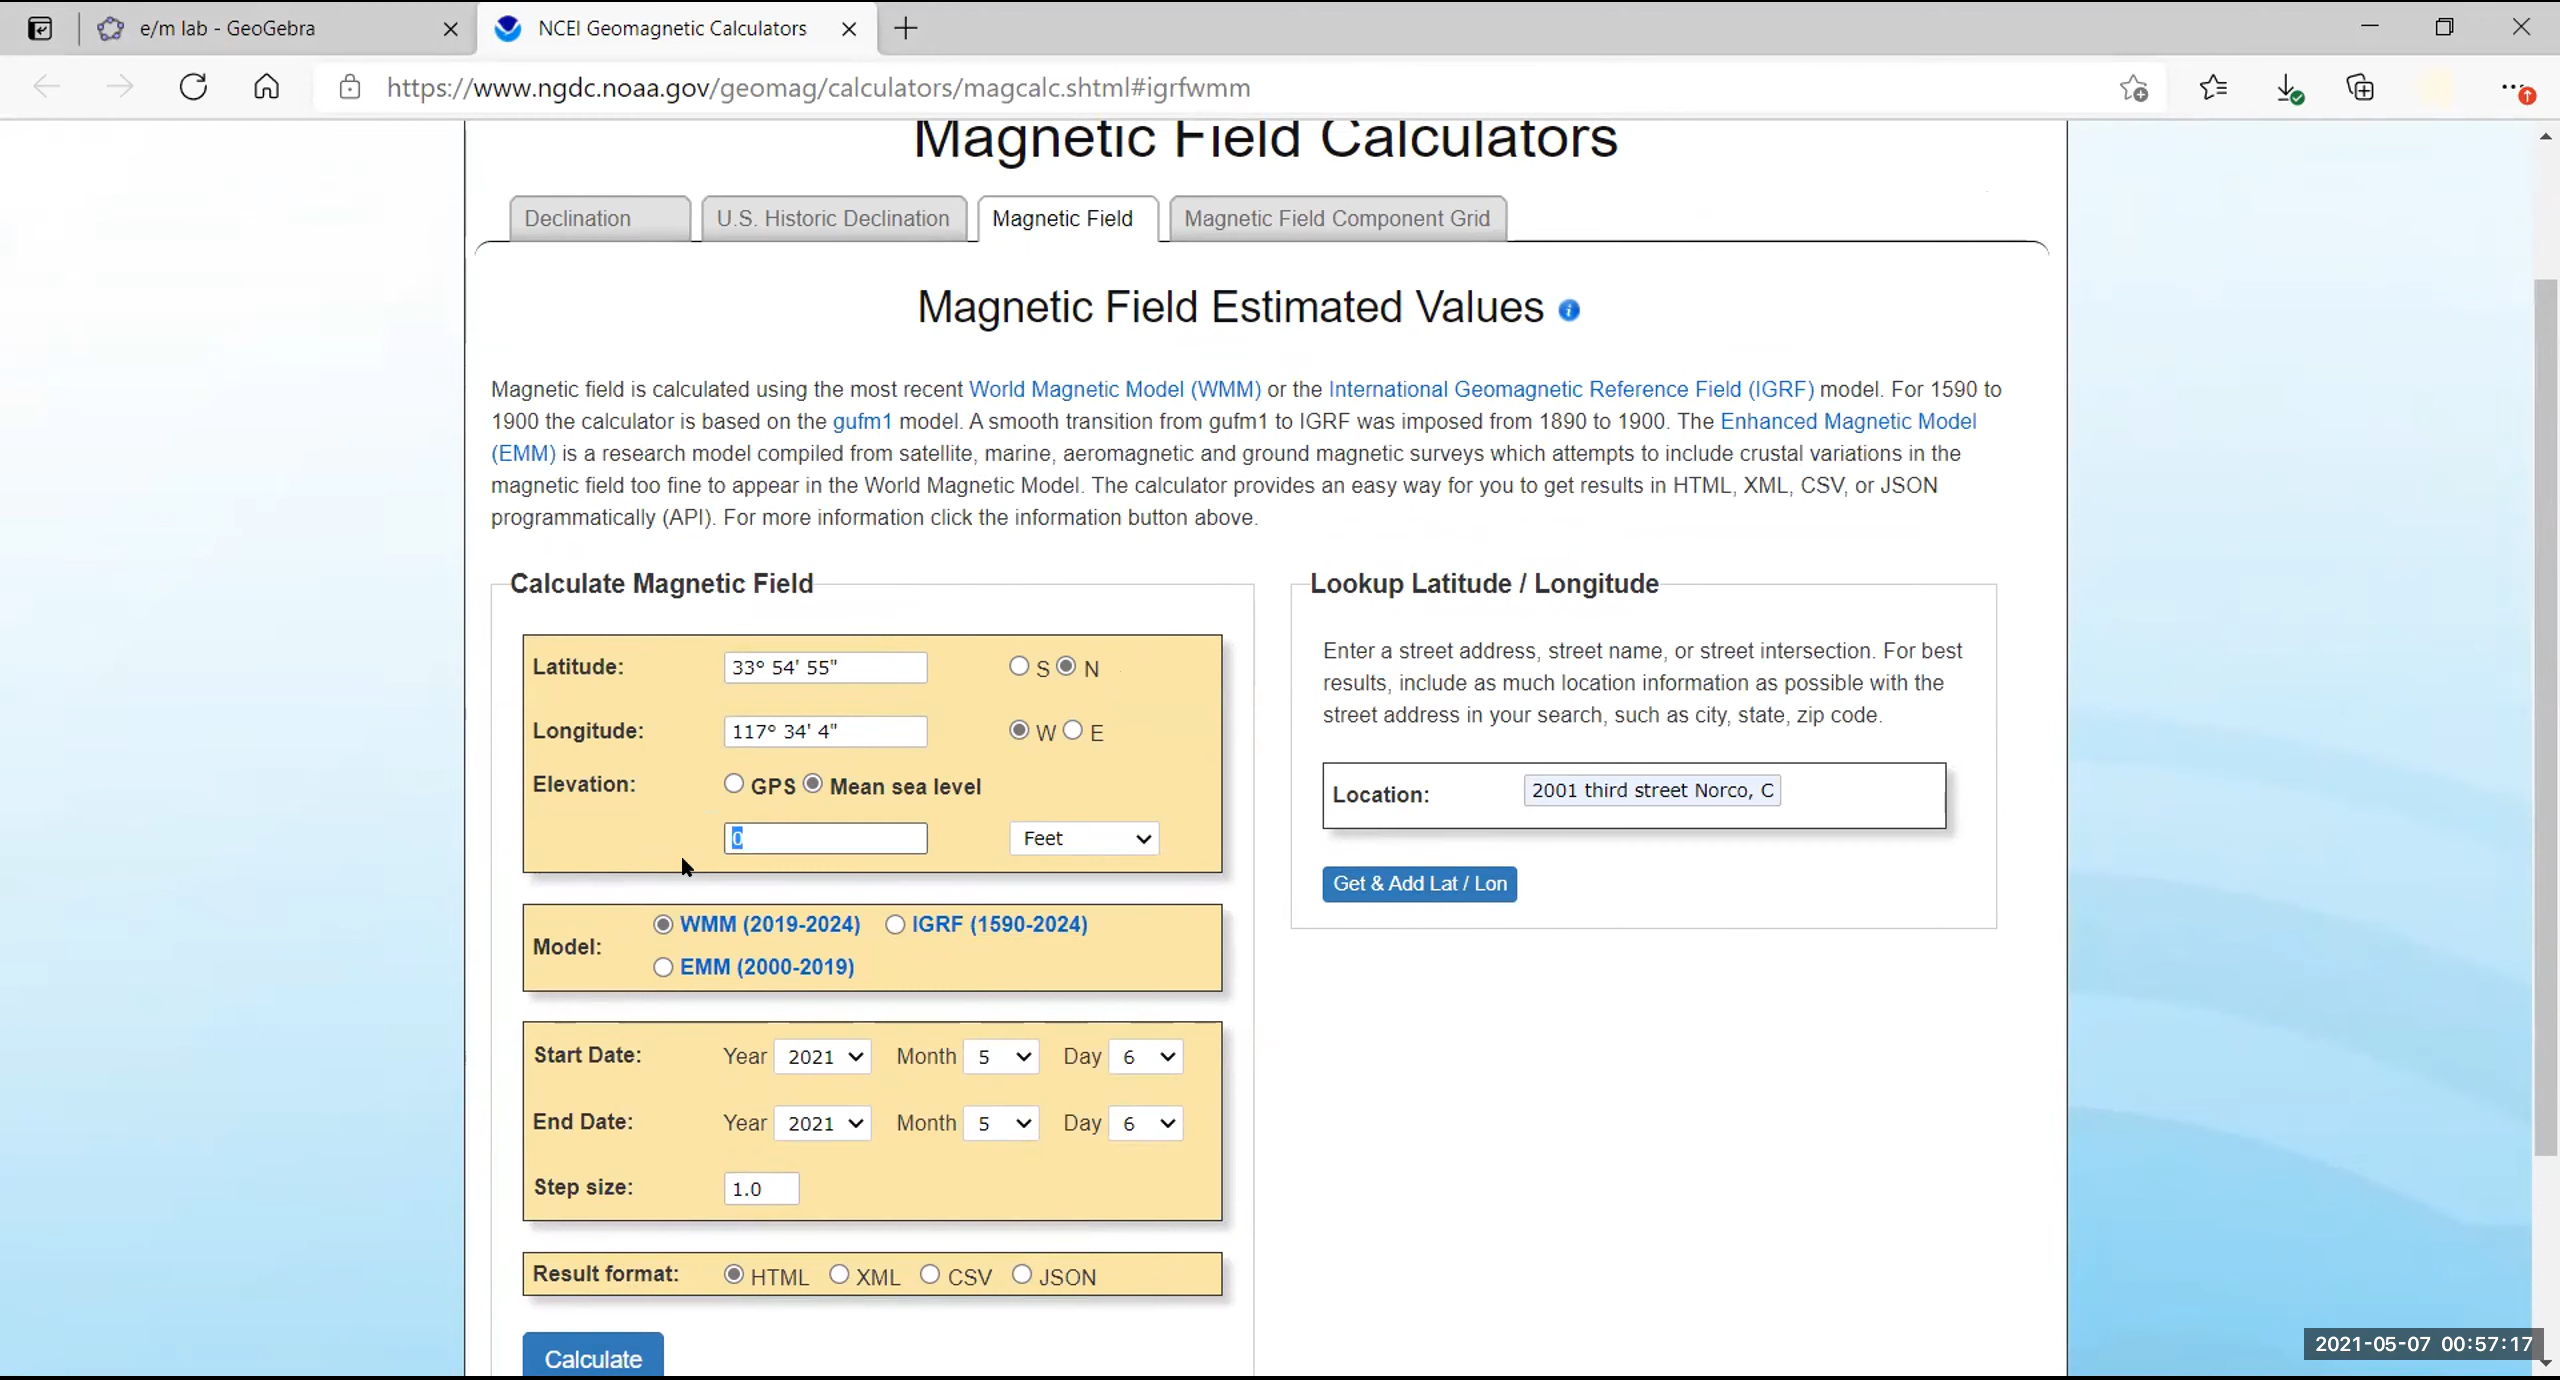 e/m lab - GeoGebra
NCEI Geomagnetic Calculators
https://www.ngdc.noaa.gov/geomag/calculators/magcalc.shtml#igrfwmm
Magnetic Field Calculators
Declination
U.S. Historic Declination
Magnetic Field
Magnetic Field Component Grid
Magnetic Field Estimated Values
Magnetic field is calculated using the most recent World Magnetic Model (WMM) or the International Geomagnetic Reference Field (IGRF) model. For 1590 to
1900 the calculator is based on the gufm1 model. A smooth transition from gufm1 to IGRF was imposed from 1890 to 1900. The Enhanced Magnetic Model
(EMM) is a research model compiled from satellite, marine, aeromagnetic and ground magnetic surveys which attempts to include crustal variations in the
magnetic field too fine to appear in the World Magnetic Model. The calculator provides an easy way for you to get results in HTML, XML, CSV, or JSON
programmatically (API). For more information click the information button above.
Calculate Magnetic Field
Latitude: 33° 54' 55" S N
Longitude: 117° 34' 4" W E
Elevation: GPS Mean sea level
0 Feet
Model: WMM (2019-2024) IGRF (1590-2024)
EMM (2000-2019)
Start Date: Year 2021 Month 5 Day 6
End Date: Year 2021 Month 5 Day 6
Step size: 1.0
Result format: HTML XML CSV JSON
Calculate
Lookup Latitude / Longitude
Enter a street address, street name, or street intersection. For best
results, include as much location information as possible with the
street address in your search, such as city, state, zip code.
Location: 2001 third street Norco, C
Get & Add Lat / Lon
2021-05-07 00:57:17